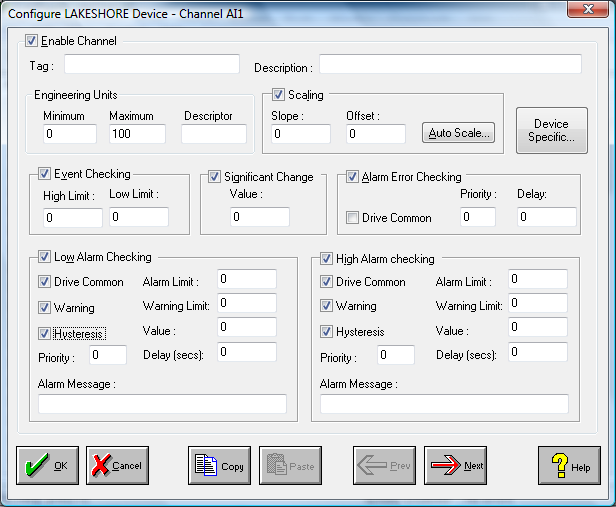 Configure LAKESHORE Device - Channel AI1
Enable Channel
Tag : Description :
Engineering Units
Minimum Maximum Descriptor
0 100
Scaling
Slope : Offset :
0 0 Auto Scale...
Device Specific...
Event Checking
High Limit : Low Limit :
0 0
Significant Change
Value :
0
Alarm Error Checking
Priority : Delay:
Drive Common 0 0
Low Alarm Checking
Drive Common Alarm Limit : 0
Warning Warning Limit: 0
Hysteresis Value : 0
Priority : 0 Delay (secs): 0
Alarm Message :
High Alarm checking
Drive Common Alarm Limit : 0
Warning Warning Limit: 0
Hysteresis Value : 0
Priority : 0 Delay (secs): 0
Alarm Message :
OK Cancel Copy Paste Prev Next Help